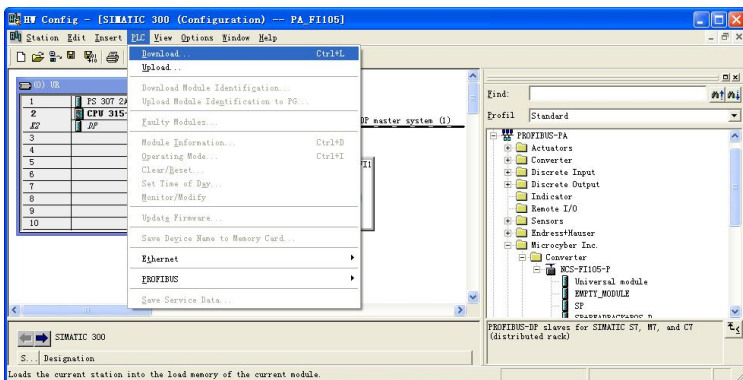 HW Config - [SIMATIC 300 (Configuration) -- PA_FI105]
Station Edit Insert PLC View Options Window Help
Download... Ctrl+L
Upload...
Download Module Identification...
Upload Module Identification to PG...
Faulty Modules...
Module Information... Ctrl+D
Operating Mode... Ctrl+I
Clear/Reset...
Set Time of Day...
Monitor/Modify
Update Firmware...
Save Device Name to Memory Card...
Ethernet
PROFIBUS
Save Service Data...
(0) UR
1 PS 307 2A
2 CPU 315-
X2 DP
3
4
5
6
7
8
9
10
DP master system (1)
FI1
Find:
Profil Standard
PROFIBUS-PA
Actuators
Converter
Discrete Input
Discrete Output
Indicator
Remote I/O
Sensors
Endress+Hauser
Microcyber Inc.
Converter
NCS-FI105-P
Universal module
EMPTY_MODULE
SP
PROFIBUS-DP slaves for SIMATIC S7, M7, and C7
(distributed rack)
SIMATIC 300
S... Designation
Loads the current station into the load memory of the current module.